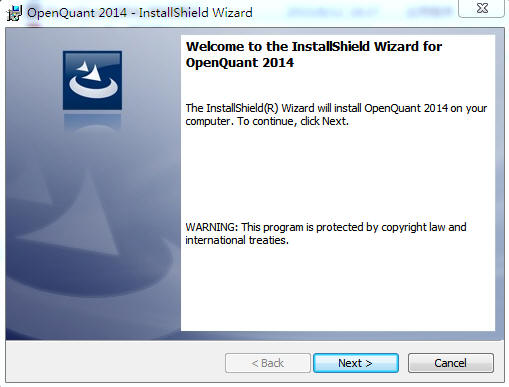 OpenQuant 2014 - InstallShield Wizard
Welcome to the InstallShield Wizard for
OpenQuant 2014
The InstallShield(R) Wizard will install OpenQuant 2014 on your
computer. To continue, click Next.
WARNING: This program is protected by copyright law and
international treaties.
< Back
Next >
Cancel